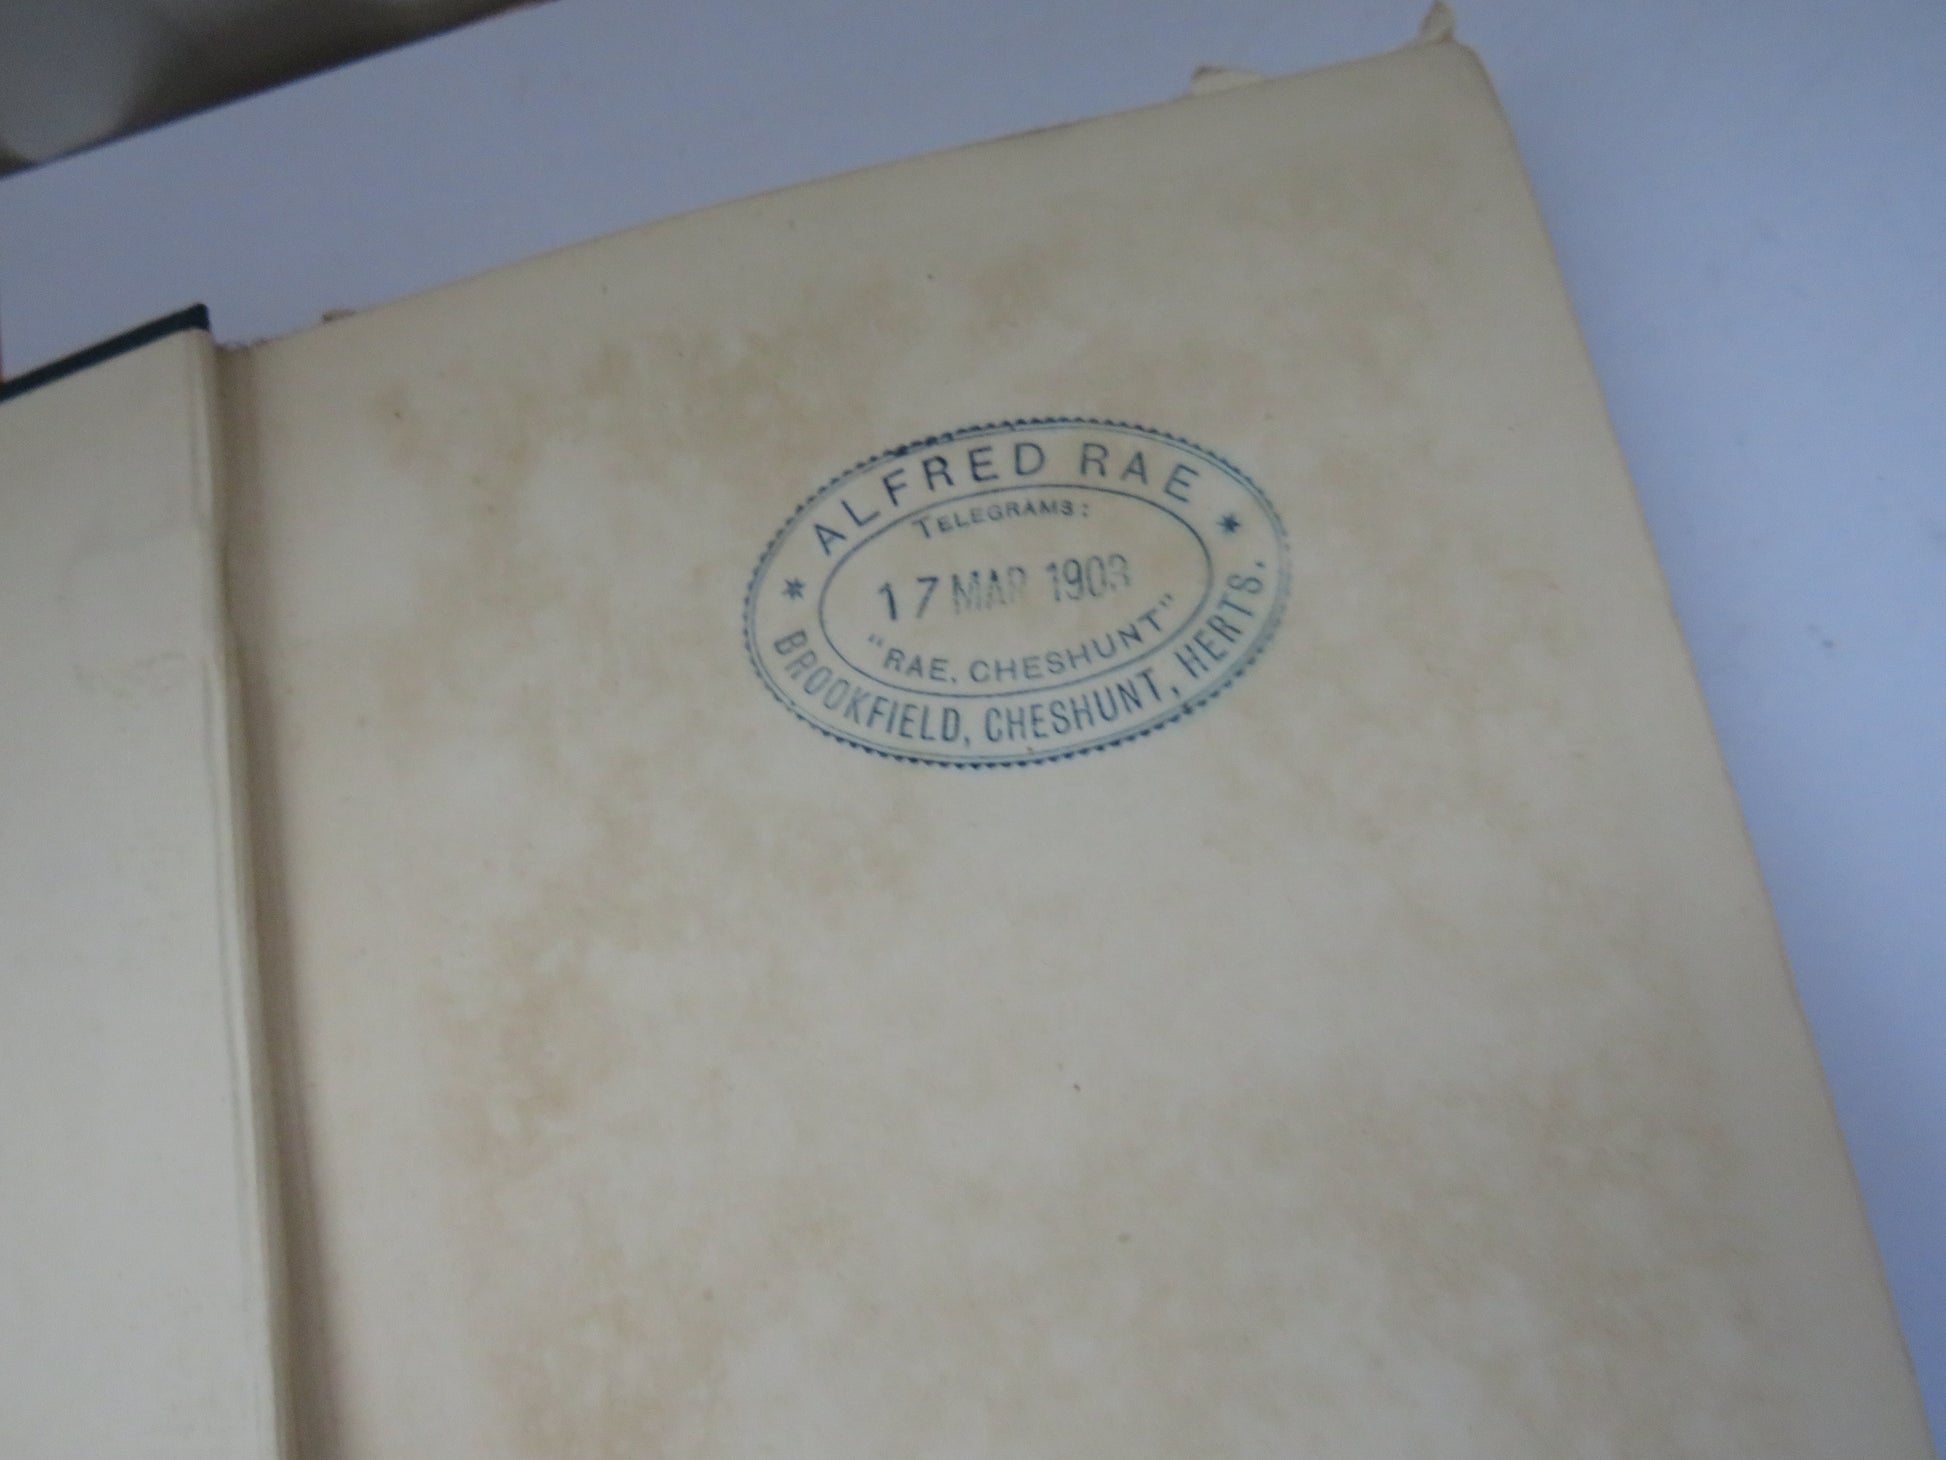 * ALFRED RAE *
TELEGRAMS:
17 MAR 1903
"RAE, CHESHUNT"
BROOKFIELD, CHESHUNT, HERTS.